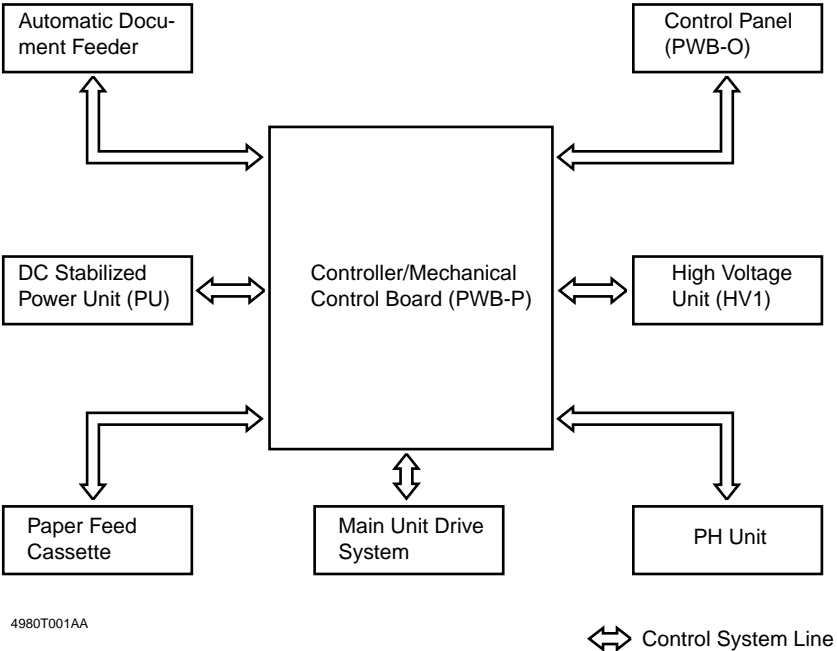 Automatic Docu-
ment Feeder
Control Panel
(PWB-O)
DC Stabilized
Power Unit (PU)
Controller/Mechanical
Control Board (PWB-P)
High Voltage
Unit (HV1)
Paper Feed
Cassette
Main Unit Drive
System
PH Unit
4980T001AA
Control System Line